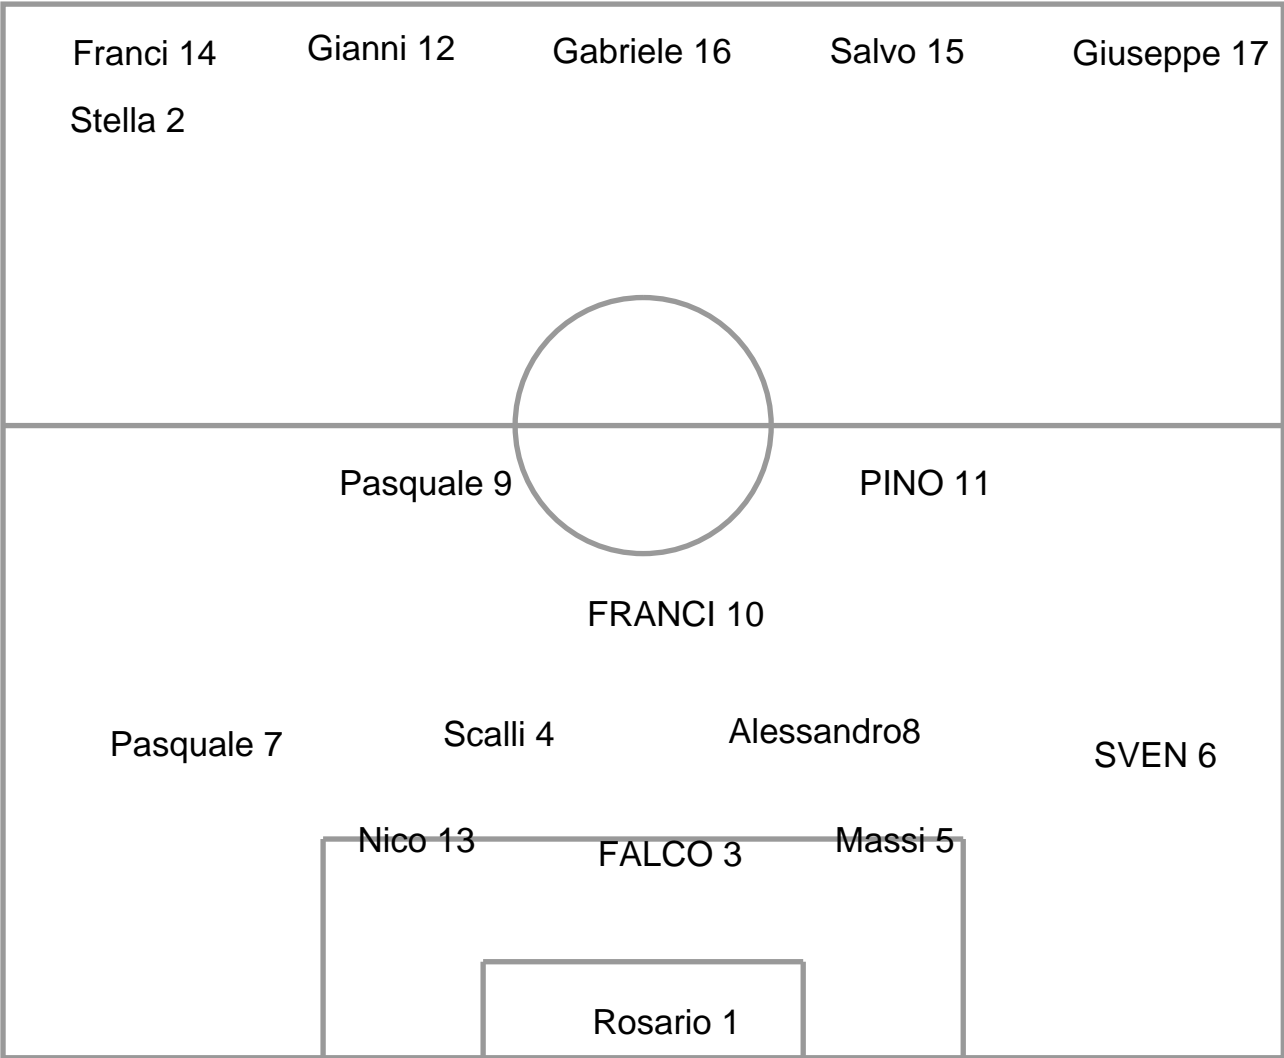 Franci 14
Gianni 12
Gabriele 16
Salvo 15
Giuseppe 17
Stella 2
Pasquale 9
PINO 11
FRANCI 10
Pasquale 7
Scalli 4
Alessandro8
SVEN 6
Nico 13
FALCO 3
Massi 5
Rosario 1